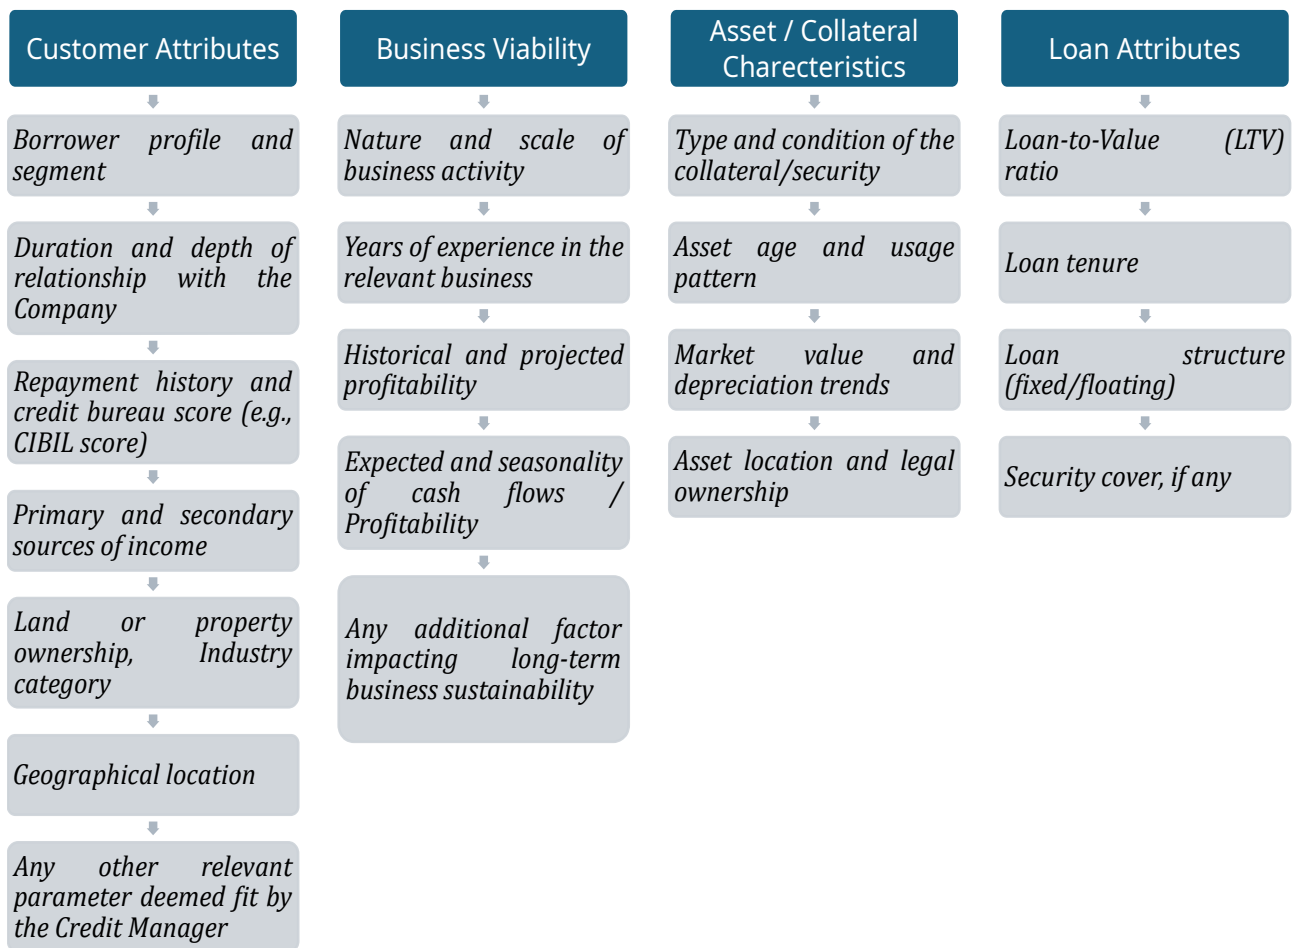 Customer Attributes
Borrower profile and
segment
Duration and depth of
relationship with the
Company
Repayment history and
credit bureau score (e.g.,
CIBIL score)
Primary and secondary
sources of income
Land or property
ownership, Industry
category
Geographical location
Any other relevant
parameter deemed fit by
the Credit Manager
Business Viability
Nature and scale of
business activity
Years of experience in the
relevant business
Historical and projected
profitability
Expected and seasonality
of cash flows /
Profitability
Any additional factor
impacting long-term
business sustainability
Asset / Collateral
Charecteristics
Type and condition of the
collateral/security
Asset age and usage
pattern
Market value and
depreciation trends
Asset location and legal
ownership
Loan Attributes
Loan-to-Value (LTV)
ratio
Loan tenure
Loan structure
(fixed/floating)
Security cover, if any